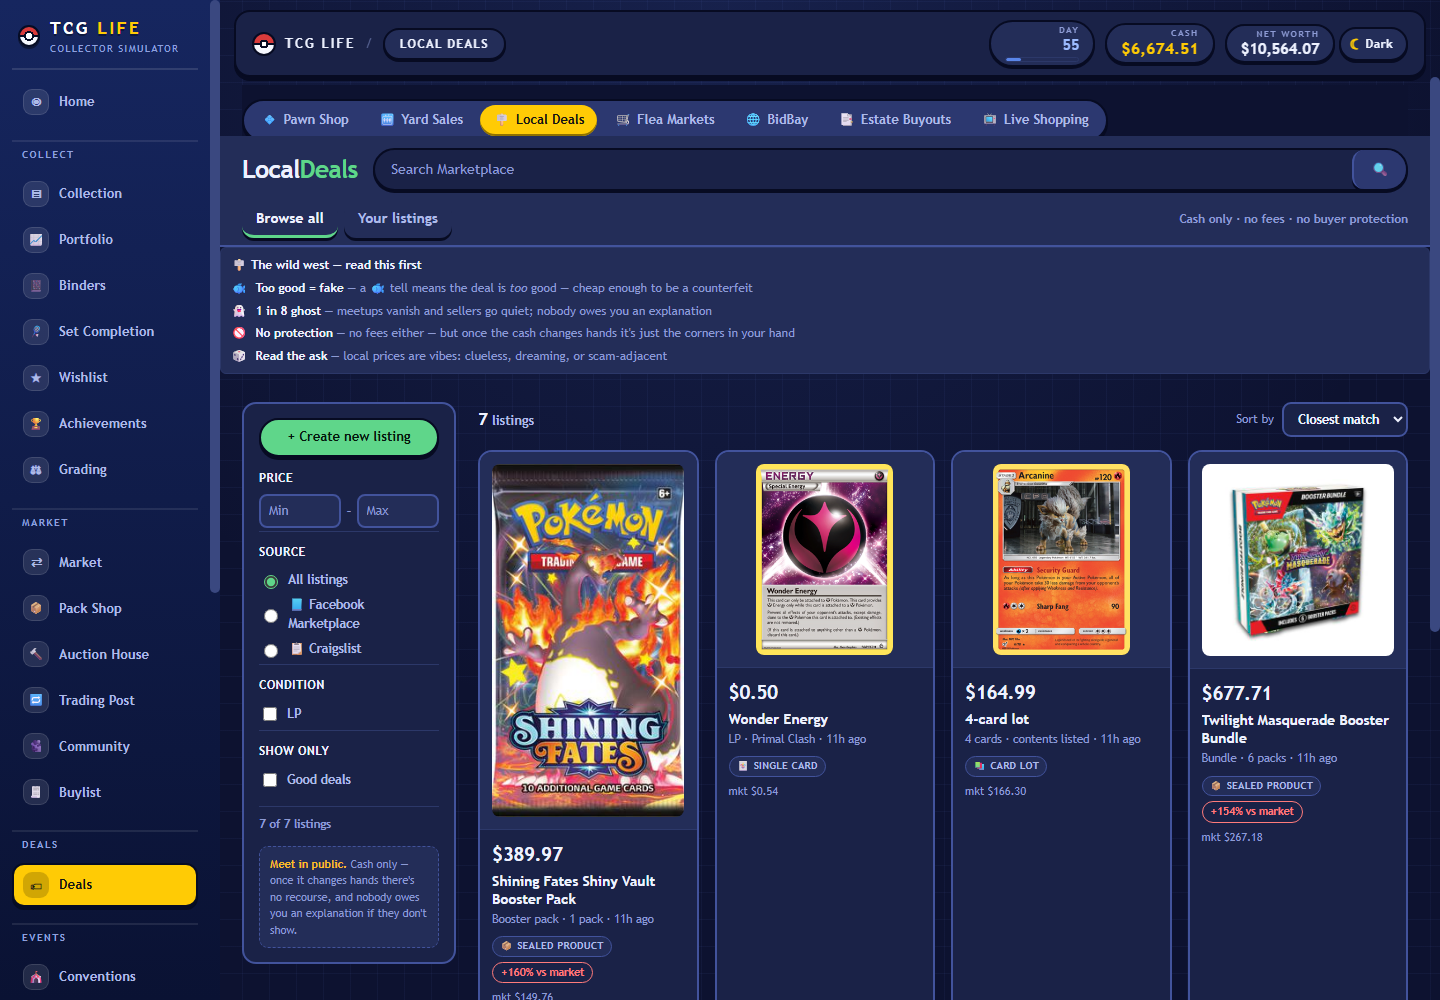 TCG LIFE
COLLECTOR SIMULATOR
Home
COLLECT
Collection
Portfolio
Binders
Set Completion
Wishlist
Achievements
Grading
MARKET
Market
Pack Shop
Auction House
Trading Post
Community
Buylist
DEALS
Deals
EVENTS
Conventions
TCG LIFE / LOCAL DEALS
DAY
55
CASH
$6,674.51
NET WORTH
$10,564.07
Dark
Pawn Shop
Yard Sales
Local Deals
Flea Markets
BidBay
Estate Buyouts
Live Shopping
LocalDeals
Search Marketplace
Browse all
Your listings
Cash only · no fees · no buyer protection
The wild west — read this first
Too good = fake — a 🐟 tell means the deal is too good — cheap enough to be a counterfeit
1 in 8 ghost — meetups vanish and sellers go quiet; nobody owes you an explanation
No protection — no fees either — but once the cash changes hands it's just the corners in your hand
Read the ask — local prices are vibes: clueless, dreaming, or scam-adjacent
+ Create new listing
PRICE
Min - Max
SOURCE
All listings
Facebook
Marketplace
Craigslist
CONDITION
LP
SHOW ONLY
Good deals
7 of 7 listings
Meet in public. Cash only —
once it changes hands there's
no recourse, and nobody owes
you an explanation if they don't
show.
7 listings
Sort by
Closest match
6+
Pokémon
SHINING
FATES
10 ADDITIONAL GAME CARDS
$389.97
Shining Fates Shiny Vault
Booster Pack
Booster pack · 1 pack · 11h ago
SEALED PRODUCT
+160% vs market
mkt $149.76
ENERGY
Special Energy
Wonder Energy
$0.50
Wonder Energy
LP · Primal Clash · 11h ago
SINGLE CARD
mkt $0.54
Arcanine
120
Ability Security Guard
Sharp Fang 90
$164.99
4-card lot
4 cards · contents listed · 11h ago
CARD LOT
mkt $166.30
BOOSTER BUNDLE
Pokémon
MASQUERADE
$677.71
Twilight Masquerade Booster
Bundle
Bundle · 6 packs · 11h ago
SEALED PRODUCT
+154% vs market
mkt $267.18